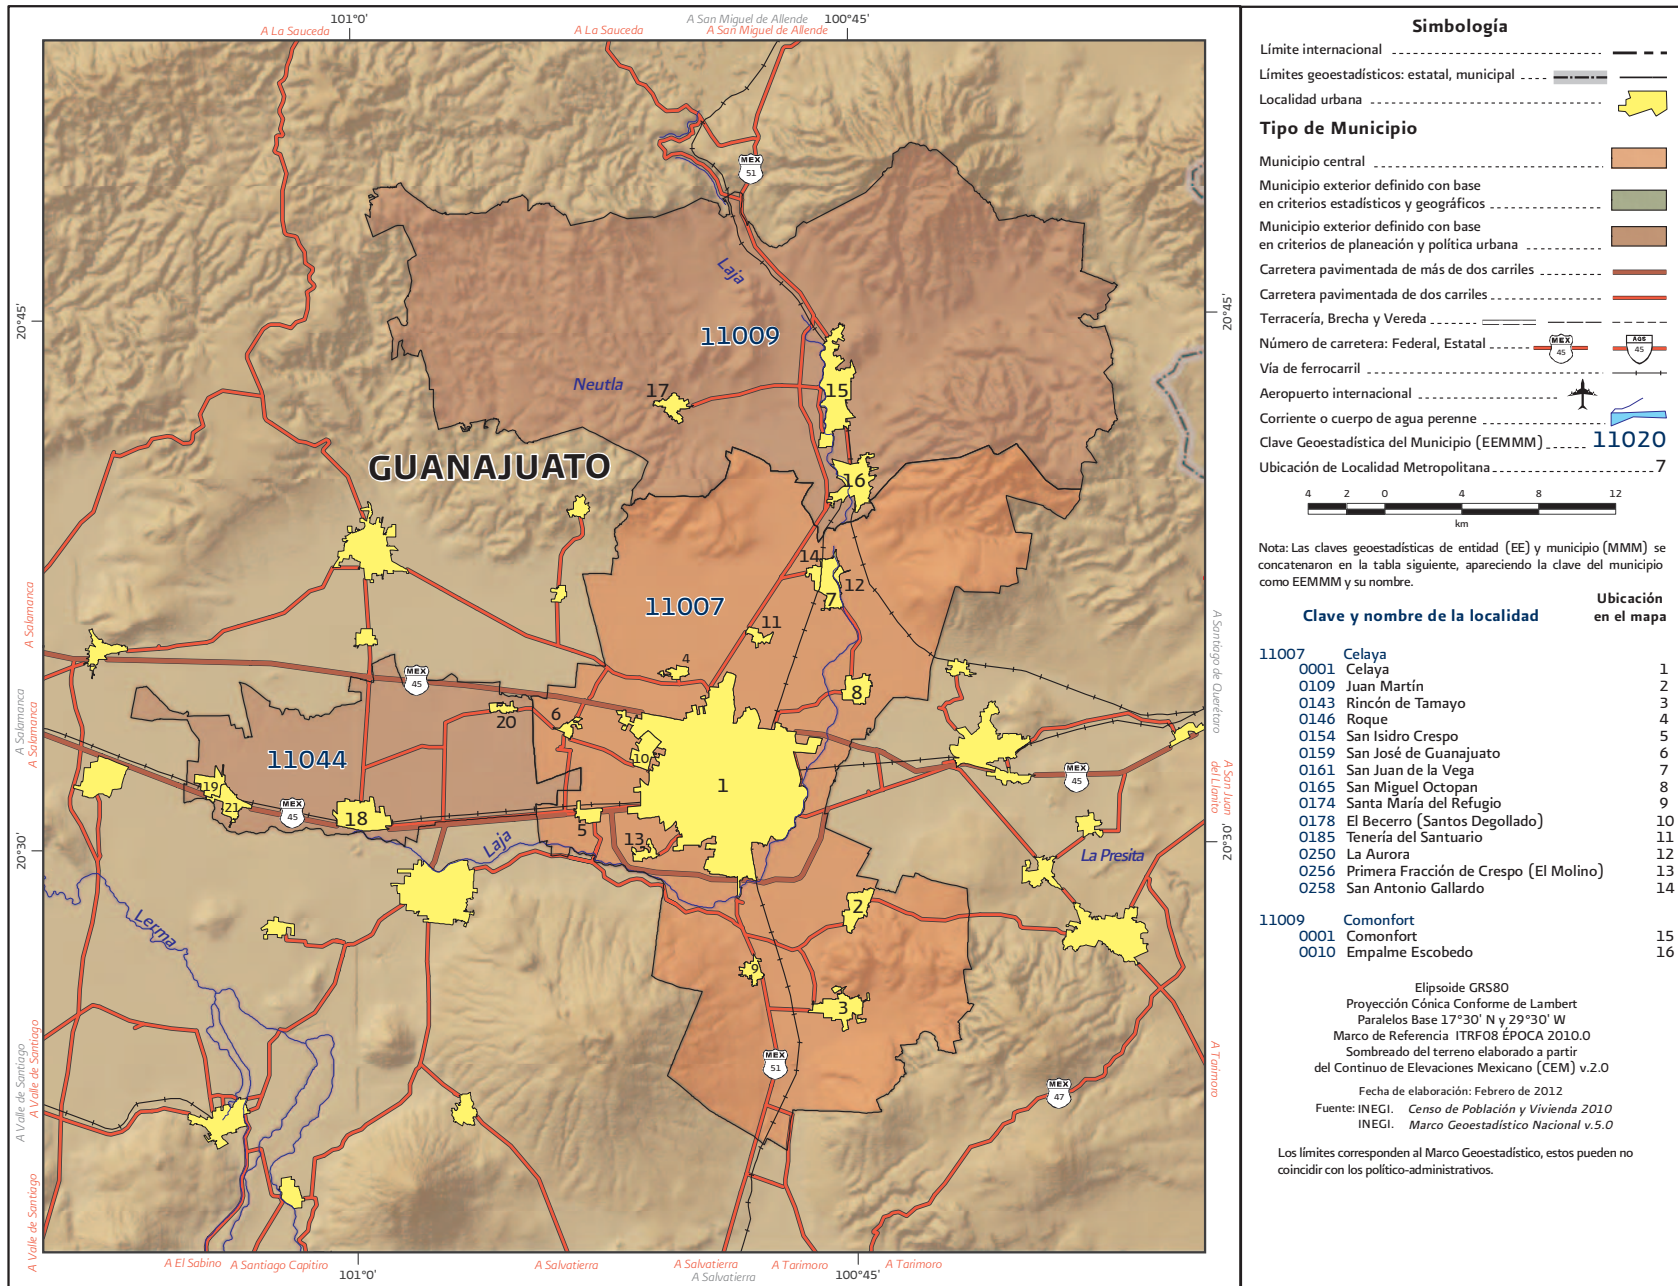 101°0'
A San Miguel de Allende
100°45'
A La Sauceda
A La Sauceda
A San Miguel de Allende
MEX
51
Laja
20°45'
20°45'
11009
Neutla
17
15
GUANAJUATO
16
14
12
7
11007
11
4
A Salamanca
A Salamanca
A Salamanca
A Santiago de Querétaro
MEX
45
8
20
6
11044
10
1
19
21
MEX
45
18
5
13
Laja
MEX
45
A San Juan
del Llanito
20°30'
20°30'
La Presita
Lerma
2
9
3
MEX
51
MEX
47
A Valle de Santiago
A Valle de Santiago
A Valle de Santiago
A Tarimoro
A El Sabino
A Santiago Capitiro
101°0'
A Salvatierra
A Salvatierra
A Salvatierra
A Tarimoro
100°45'
A Tarimoro
Simbología
Límite internacional
Límites geoestadísticos: estatal, municipal
Localidad urbana
Tipo de Municipio
Municipio central
Municipio exterior definido con base
en criterios estadísticos y geográficos
Municipio exterior definido con base
en criterios de planeación y política urbana
Carretera pavimentada de más de dos carriles
Carretera pavimentada de dos carriles
Terracería, Brecha y Vereda
Número de carretera: Federal, Estatal MEX 45 AGS 45
Vía de ferrocarril
Aeropuerto internacional
Corriente o cuerpo de agua perenne
Clave Geoestadística del Municipio (EEMMM) 11020
Ubicación de Localidad Metropolitana 7
4 2 0 4 8 12
km
Nota: Las claves geoestadísticas de entidad (EE) y municipio (MMM) se
concatenaron en la tabla siguiente, apareciendo la clave del municipio
como EEMMM y su nombre.
Ubicación
Clave y nombre de la localidad en el mapa
11007 Celaya
0001 Celaya 1
0109 Juan Martín 2
0143 Rincón de Tamayo 3
0146 Roque 4
0154 San Isidro Crespo 5
0159 San José de Guanajuato 6
0161 San Juan de la Vega 7
0165 San Miguel Octopan 8
0174 Santa María del Refugio 9
0178 El Becerro (Santos Degollado) 10
0185 Tenería del Santuario 11
0250 La Aurora 12
0256 Primera Fracción de Crespo (El Molino) 13
0258 San Antonio Gallardo 14
11009 Comonfort
0001 Comonfort 15
0010 Empalme Escobedo 16
Elipsoide GRS80
Proyección Cónica Conforme de Lambert
Paralelos Base 17°30' N y 29°30' W
Marco de Referencia ITRF08 ÉPOCA 2010.0
Sombreado del terreno elaborado a partir
del Continuo de Elevaciones Mexicano (CEM) v.2.0
Fecha de elaboración: Febrero de 2012
Fuente: INEGI. Censo de Población y Vivienda 2010
INEGI. Marco Geoestadístico Nacional v.5.0
Los límites corresponden al Marco Geoestadístico, estos pueden no
coincidir con los político-administrativos.